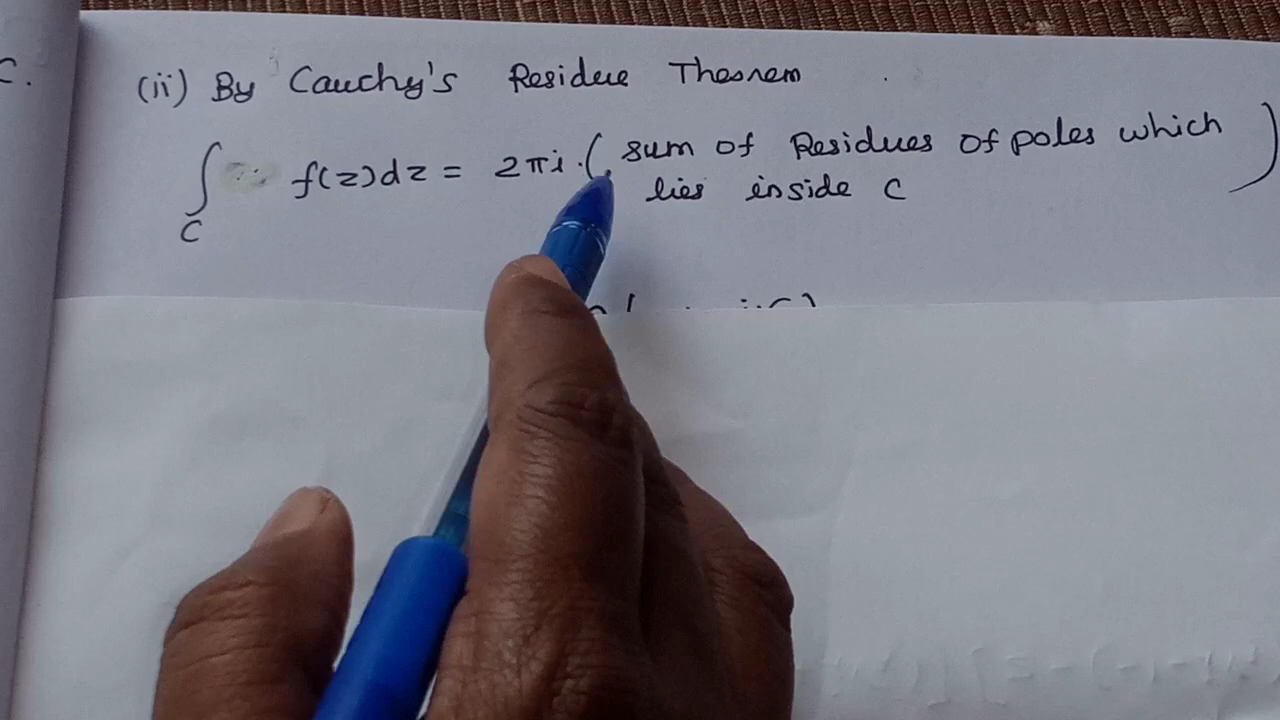 C.
(ii) By Cauchy's Residue Theorem
∫ f(z)dz = 2πi.( sum of Residues of poles which )
C lies inside C